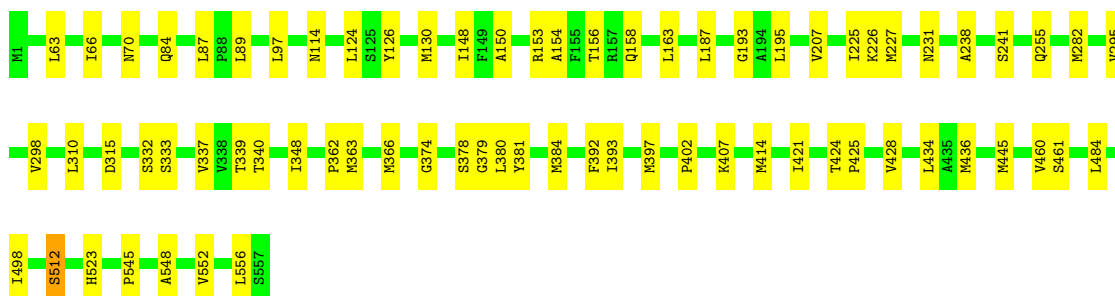 M1 L63 I66 N70 Q84 L87 P88 L89 L97 N114 L124 S125 Y126 M130 I148 F149 A150 R153 A154 F155 T156 R157 Q158 L163 L187 G193 A194 L195 V207 I225 K226 M227 N231 A238 S241 Q255 M282
V298 L310 D315 S332 S333 V337 V338 T339 T340 I348 P362 M363 M366 G374 S378 G379 L380 Y381 M384 F392 I393 M397 P402 K407 M414 I421 T424 P425 V428 L434 A435 M436 M445 V460 S461 L484
I498 S512 H523 P545 A548 V552 L556 S557